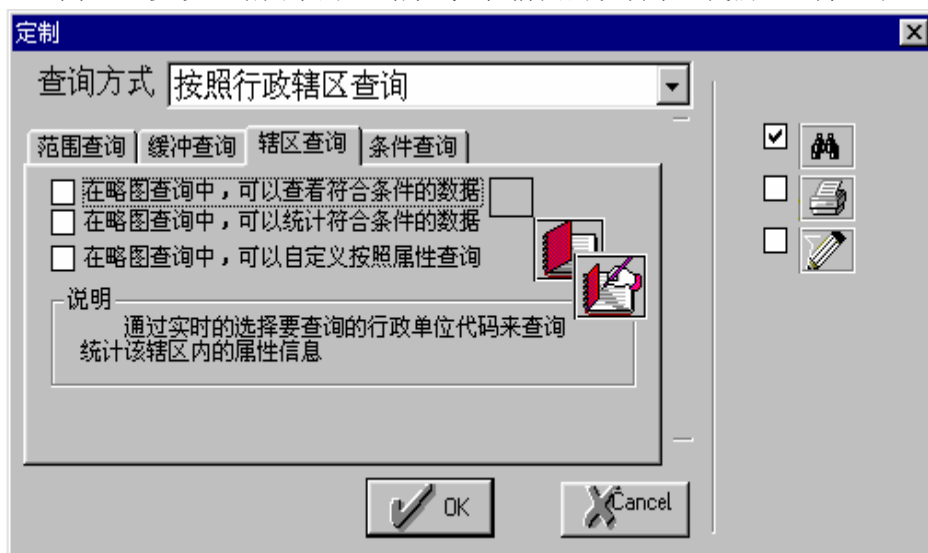 定制
查询方式 按照行政辖区查询
范围查询 缓冲查询 辖区查询 条件查询
在略图查询中，可以查看符合条件的数据
在略图查询中，可以统计符合条件的数据
在略图查询中，可以自定义按照属性查询
说明
通过实时的选择要查询的行政单位代码来查询
统计该辖区内的属性信息
OK Cancel